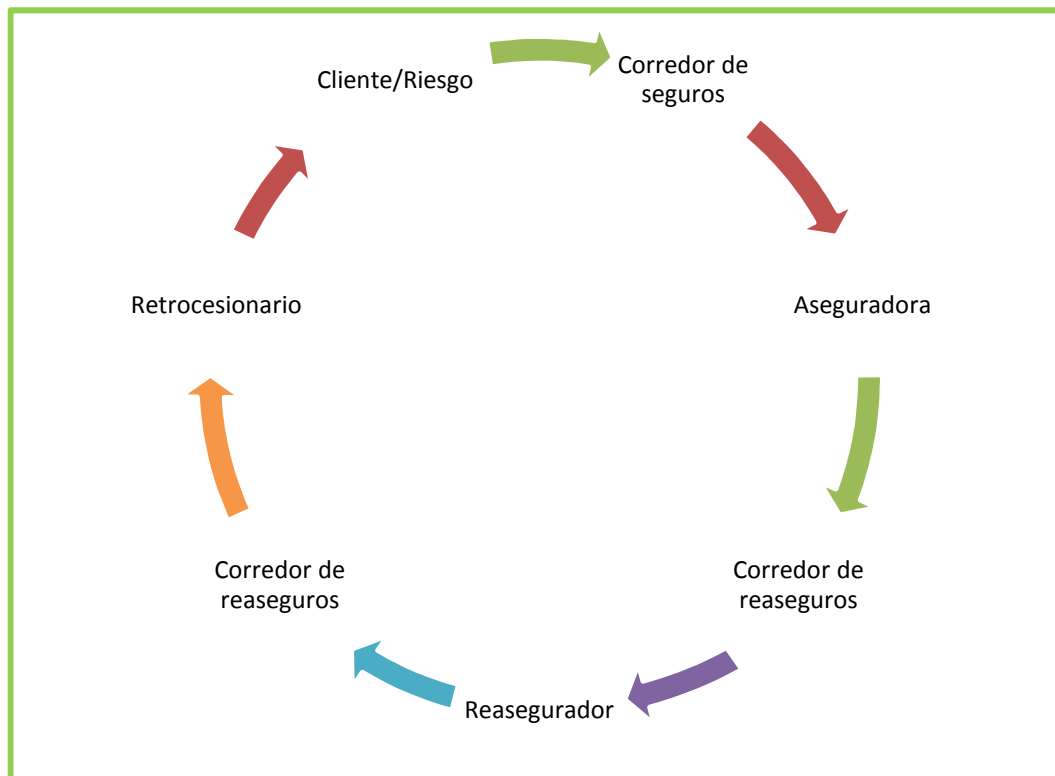 Cliente/Riesgo
Corredor de
seguros
Aseguradora
Corredor de
reaseguros
Reasegurador
Corredor de
reaseguros
Retrocesionario